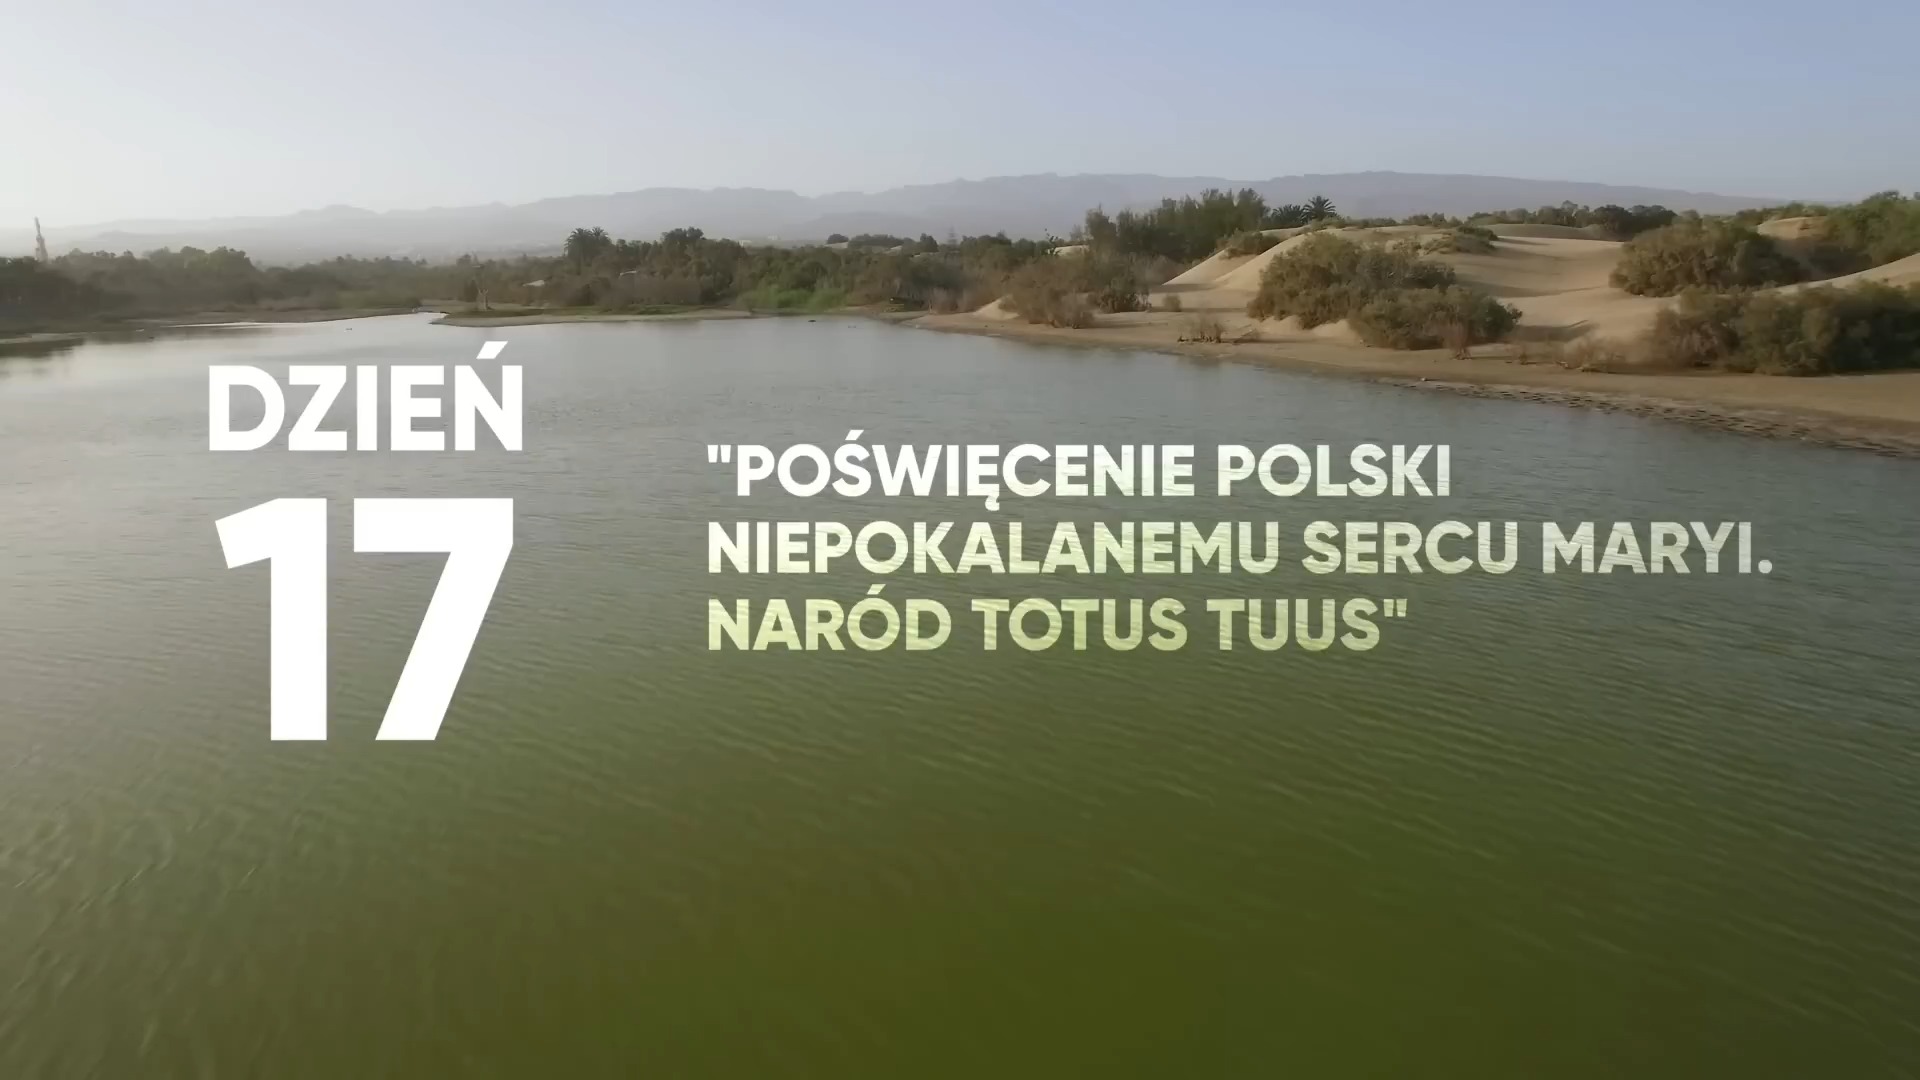 DZIEŃ
17
"POŚWIĘCENIE POLSKI
NIEPOKALANEMU SERCU MARYI.
NARÓD TOTUS TUUS"